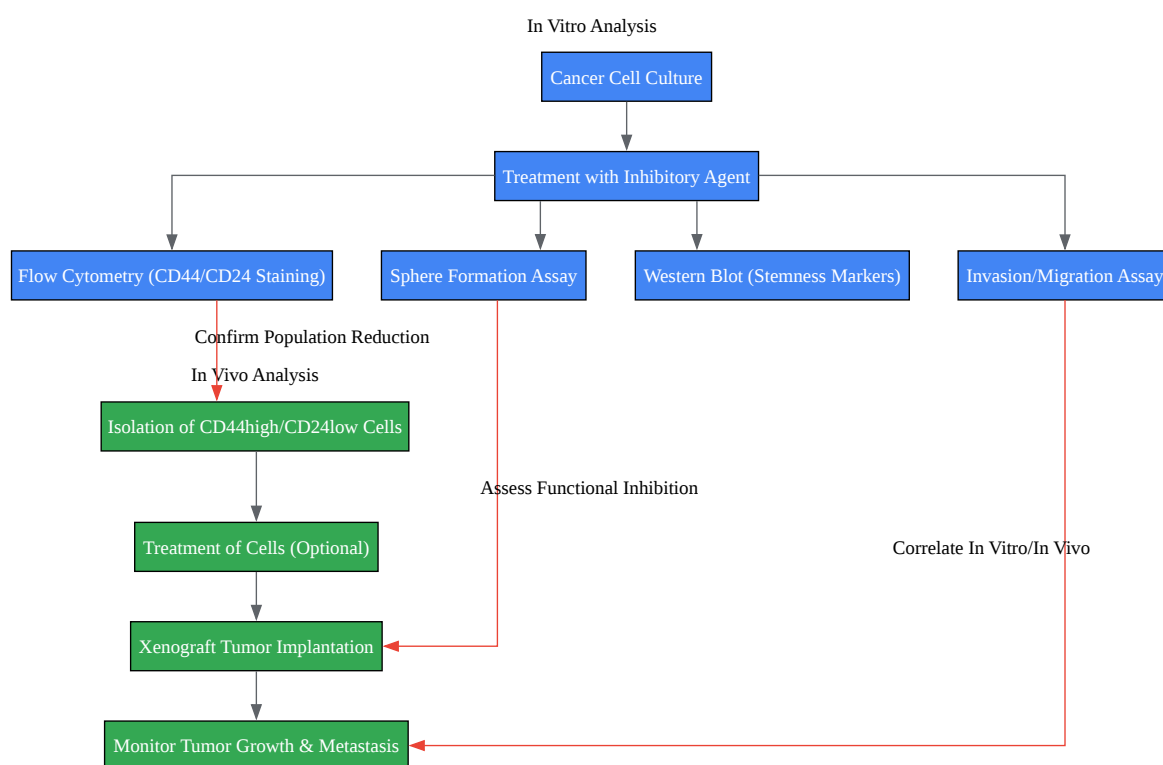 In Vitro Analysis
Cancer Cell Culture
Treatment with Inhibitory Agent
Flow Cytometry (CD44/CD24 Staining)
Sphere Formation Assay
Western Blot (Stemness Markers)
Invasion/Migration Assay
Confirm Population Reduction
In Vivo Analysis
Isolation of CD44high/CD24low Cells
Assess Functional Inhibition
Treatment of Cells (Optional)
Correlate In Vitro/In Vivo
Xenograft Tumor Implantation
Monitor Tumor Growth & Metastasis